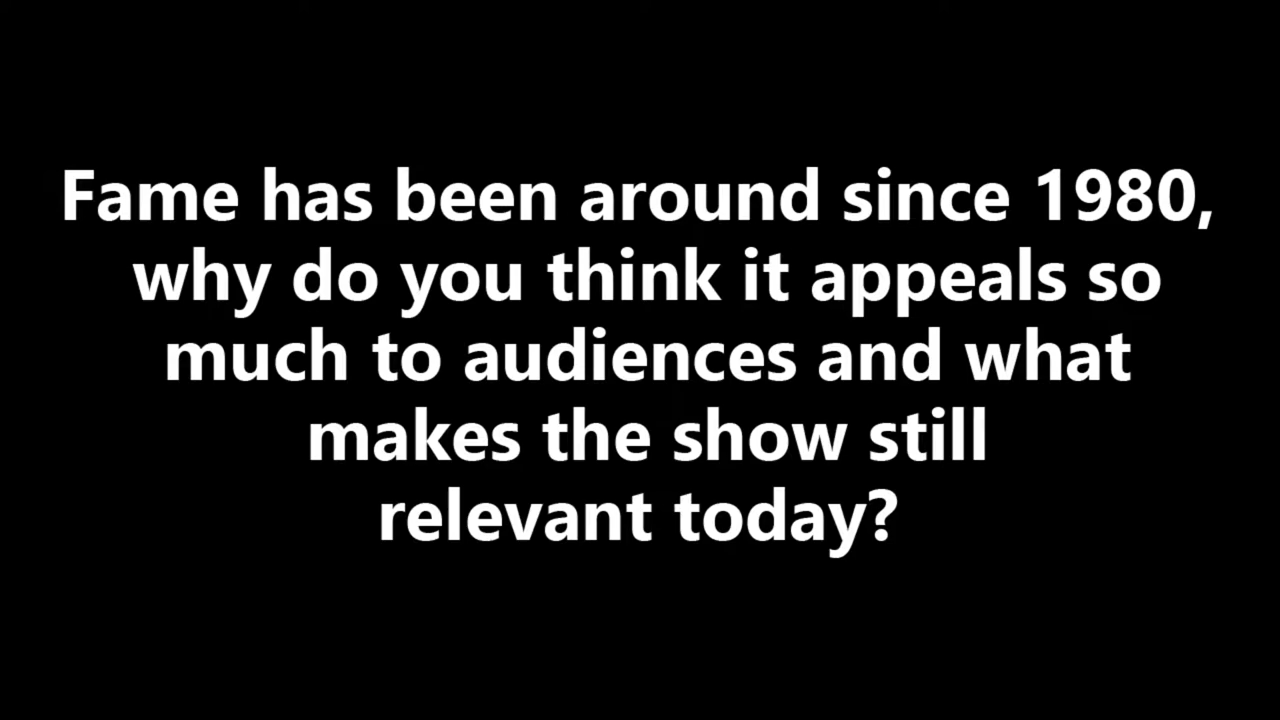 Fame has been around since 1980,
why do you think it appeals so
much to audiences and what
makes the show still
relevant today?